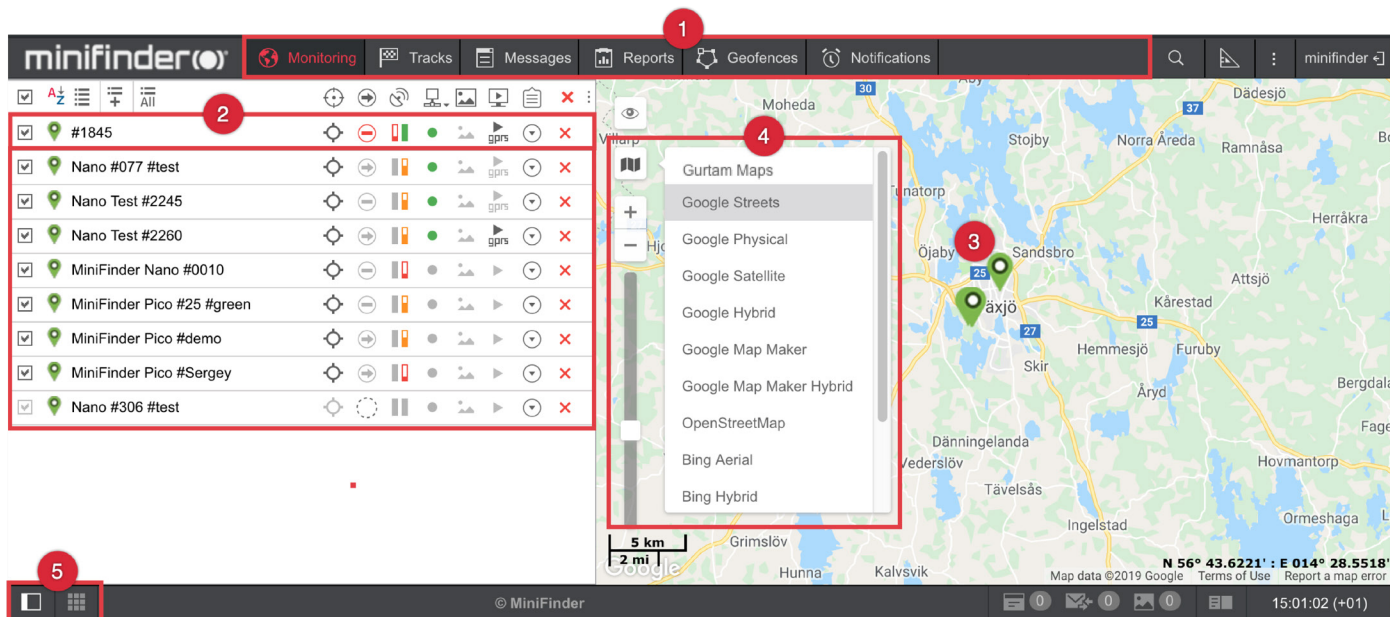 1
minifinder
Monitoring
Tracks
Messages
Reports
Geofences
Notifications
minifinder
A Z
All
2
#1845
gprs
Nano #077 #test
gprs
Nano Test #2245
gprs
Nano Test #2260
gprs
MiniFinder Nano #0010
MiniFinder Pico #25 #green
MiniFinder Pico #demo
MiniFinder Pico #Sergey
Nano #306 #test
4
Gurtam Maps
Google Streets
Google Physical
Google Satellite
Google Hybrid
Google Map Maker
Google Map Maker Hybrid
OpenStreetMap
Bing Aerial
Bing Hybrid
30
Moheda
37
Dädesjö
Stojby
Norra Areda
Ramnåsa
Herråkra
3
Öjaby
Sandsbro
25
Attsjö
Kårestad
25
27
Hemmesjö
Furuby
Skir
Åryd
Dänningelanda
Vederslöv
Hovmantorp
Tävelsås
Ormeshaga
Ingelstad
5 km
2 mi
Grimslöv
Google
Hunna
Kalvsvik
N 56° 43.6221' : E 014° 28.5518'
Map data ©2019 Google
Terms of Use
Report a map error
5
© MiniFinder
0
0
0
15:01:02 (+01)